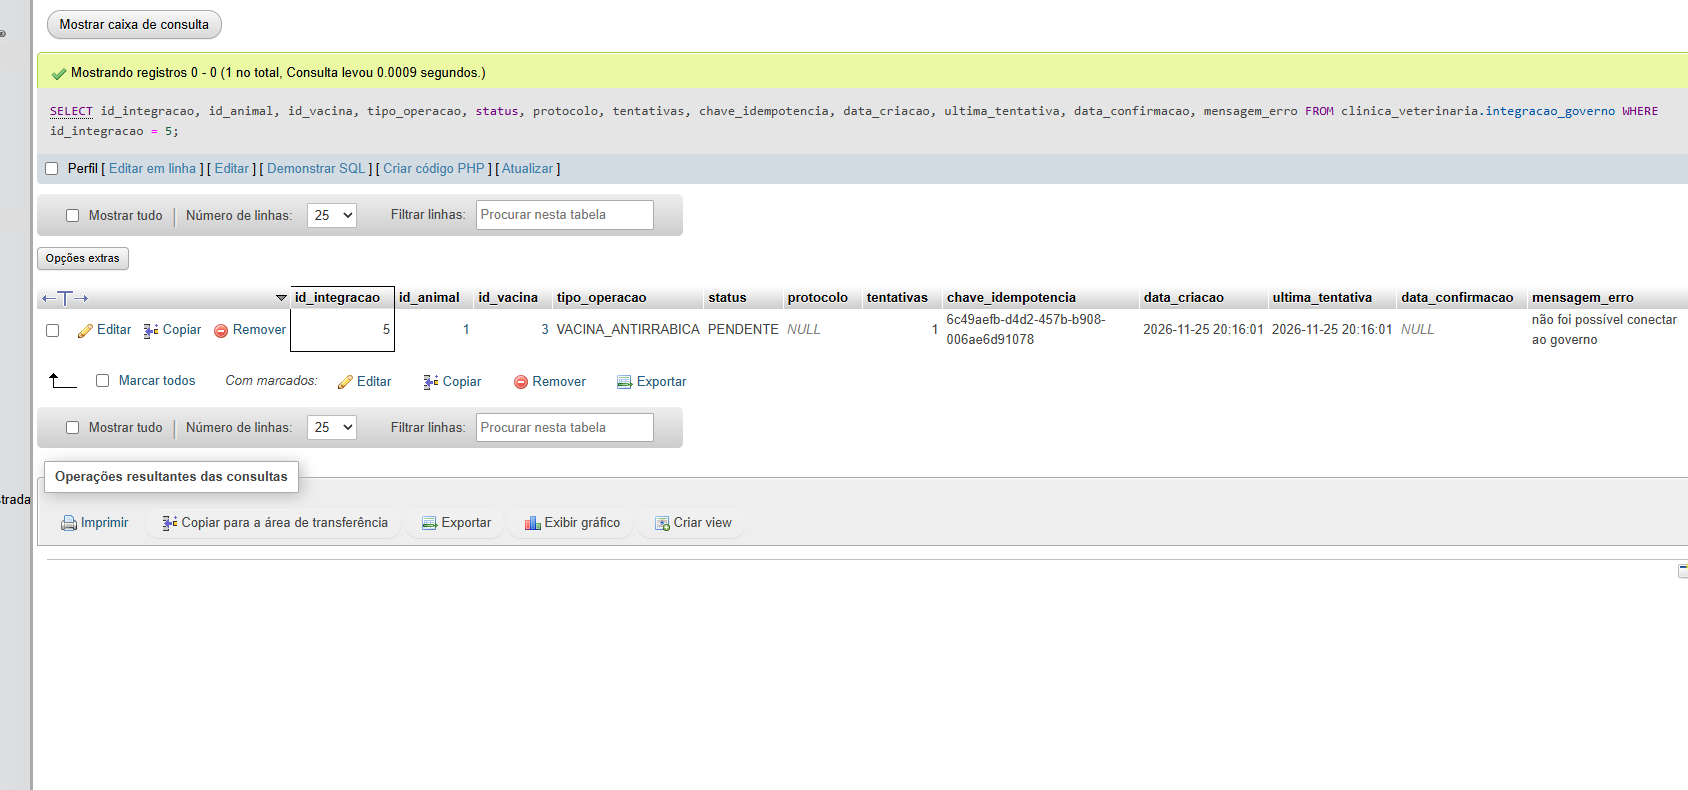 Mostrar caixa de consulta
Mostrando registros 0 - 0 (1 no total, Consulta levou 0.0009 segundos.)
SELECT id_integracao, id_animal, id_vacina, tipo_operacao, status, protocolo, tentativas, chave_idempotencia, data_criacao, ultima_tentativa, data_confirmacao, mensagem_erro FROM clinica_veterinaria.integracao_governo WHERE
id_integracao = 5;
Perfil [ Editar em linha ] [ Editar ] [ Demonstrar SQL ] [ Criar código PHP ] [ Atualizar ]
Mostrar tudo Número de linhas: 25 Filtrar linhas: Procurar nesta tabela
Opções extras
id_integracao id_animal id_vacina tipo_operacao status protocolo tentativas chave_idempotencia data_criacao ultima_tentativa data_confirmacao mensagem_erro
Editar Copiar Remover 5 1 3 VACINA_ANTIRRABICA PENDENTE NULL 1 6c49aefb-d4d2-457b-b908- 2026-11-25 20:16:01 2026-11-25 20:16:01 NULL não foi possível conectar
006ae6d91078 ao governo
Marcar todos Com marcados: Editar Copiar Remover Exportar
Mostrar tudo Número de linhas: 25 Filtrar linhas: Procurar nesta tabela
Operações resultantes das consultas
strada
Imprimir Copiar para a área de transferência Exportar Exibir gráfico Criar view